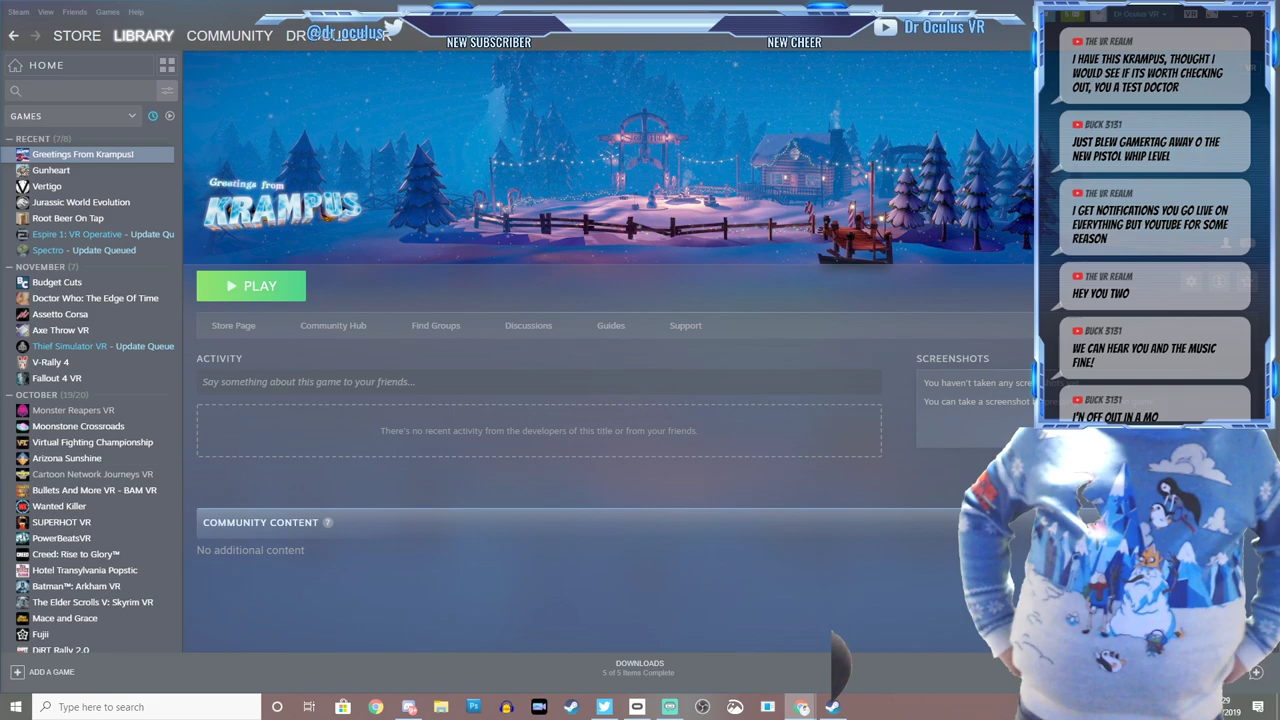 Steam View Friends Games Help
STORE LIBRARY COMMUNITY
@dr_oculus
NEW SUBSCRIBER
NEW CHEER
Dr Oculus VR
Dr Oculus VR
VR
HOME
GAMES
RECENT (7/8)
Greetings From Krampus!
Gunheart
Vertigo
Jurassic World Evolution
Root Beer On Tap
Espire 1: VR Operative - Update Qu
Spectro - Update Queued
NOVEMBER (7)
Budget Cuts
Doctor Who: The Edge Of Time
Assetto Corsa
Axe Throw VR
Thief Simulator VR - Update Queue
V-Rally 4
Fallout 4 VR
OCTOBER (19/20)
Monster Reapers VR
Moonstone Crossroads
Virtual Fighting Championship
Arizona Sunshine
Cartoon Network Journeys VR
Bullets And More VR - BAM VR
Wanted Killer
SUPERHOT VR
PowerBeatsVR
Creed: Rise to Glory™
Hotel Transylvania Popstic
Batman™: Arkham VR
The Elder Scrolls V: Skyrim VR
Mace and Grace
Fujii
DiRT Rally 2.0
ADD A GAME
Greetings from
KRAMPUS
PLAY
Store Page Community Hub Find Groups Discussions Guides Support
ACTIVITY
Say something about this game to your friends...
There's no recent activity from the developers of this title or from your friends.
COMMUNITY CONTENT ?
No additional content
SCREENSHOTS
You haven't taken any scre
You can take a screenshot
DOWNLOADS
5 of 5 Items Complete
THE VR REALM
I HAVE THIS KRAMPUS, THOUGHT I
WOULD SEE IF ITS WORTH CHECKING
OUT, YOU A TEST DOCTOR
BUCK 3131
JUST BLEW GAMERTAG AWAY O THE
NEW PISTOL WHIP LEVEL
THE VR REALM
I GET NOTIFICATIONS YOU GO LIVE ON
EVERYTHING BUT YOUTUBE FOR SOME
REASON
THE VR REALM
HEY YOU TWO
BUCK 3131
WE CAN HEAR YOU AND THE MUSIC
FINE!
BUCK 3131
I'N OFF OUT IN A MO
Type here to search